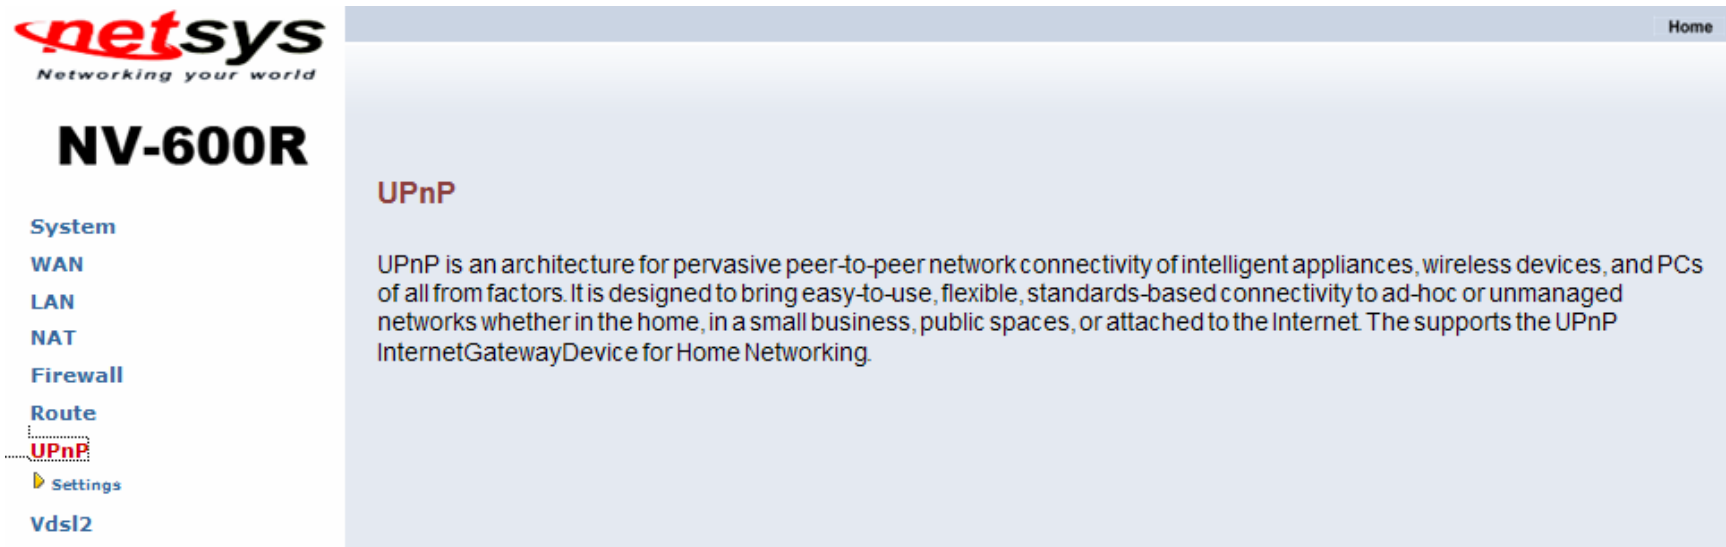 netsys
Networking your world
Home
NV-600R
System
WAN
LAN
NAT
Firewall
Route
UPnP
Settings
Vdsl2
UPnP
UPnP is an architecture for pervasive peer-to-peer network connectivity of intelligent appliances, wireless devices, and PCs
of all from factors. It is designed to bring easy-to-use, flexible, standards-based connectivity to ad-hoc or unmanaged
networks whether in the home, in a small business, public spaces, or attached to the Internet. The supports the UPnP
InternetGatewayDevice for Home Networking.